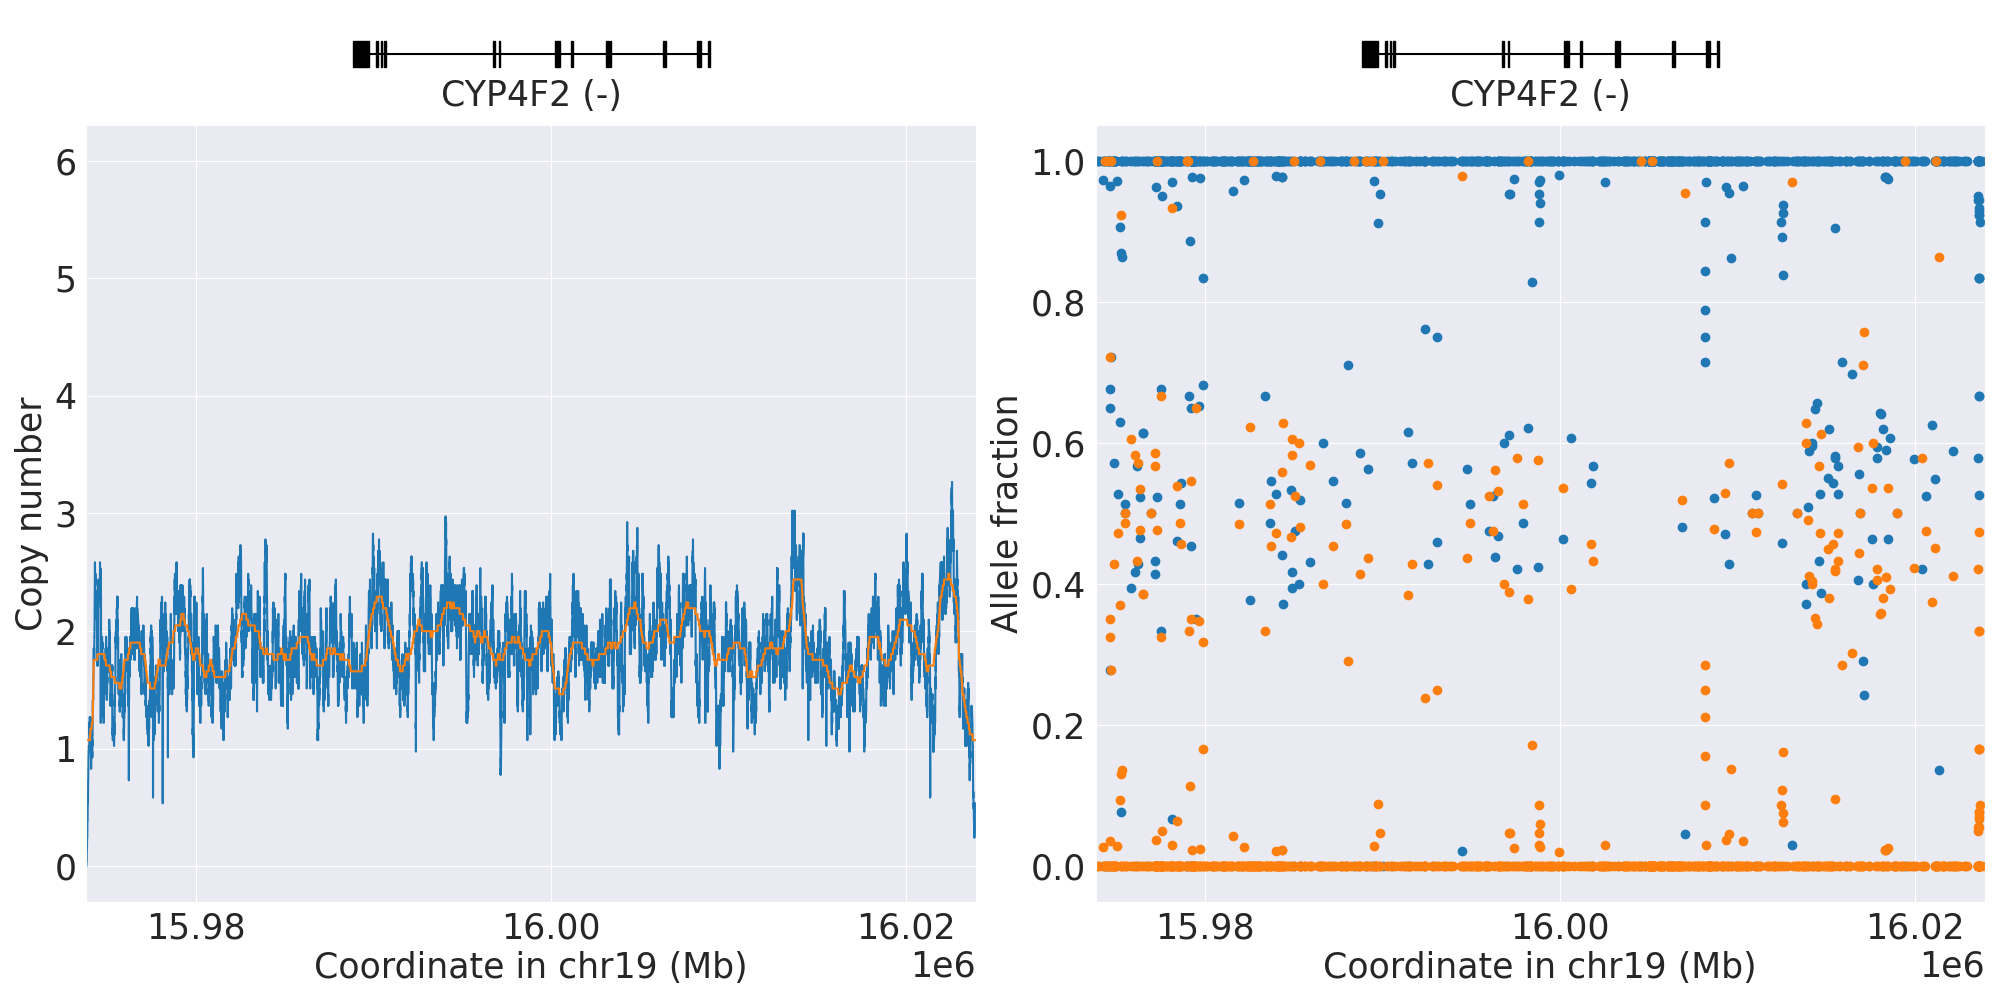 CYP4F2 (-)
6
5
4
3
2
1
0
Copy number
15.98
16.00
16.02
Coordinate in chr19 (Mb)
1e6
CYP4F2 (-)
1.0
0.8
0.6
0.4
0.2
0.0
Allele fraction
15.98
16.00
16.02
Coordinate in chr19 (Mb)
1e6